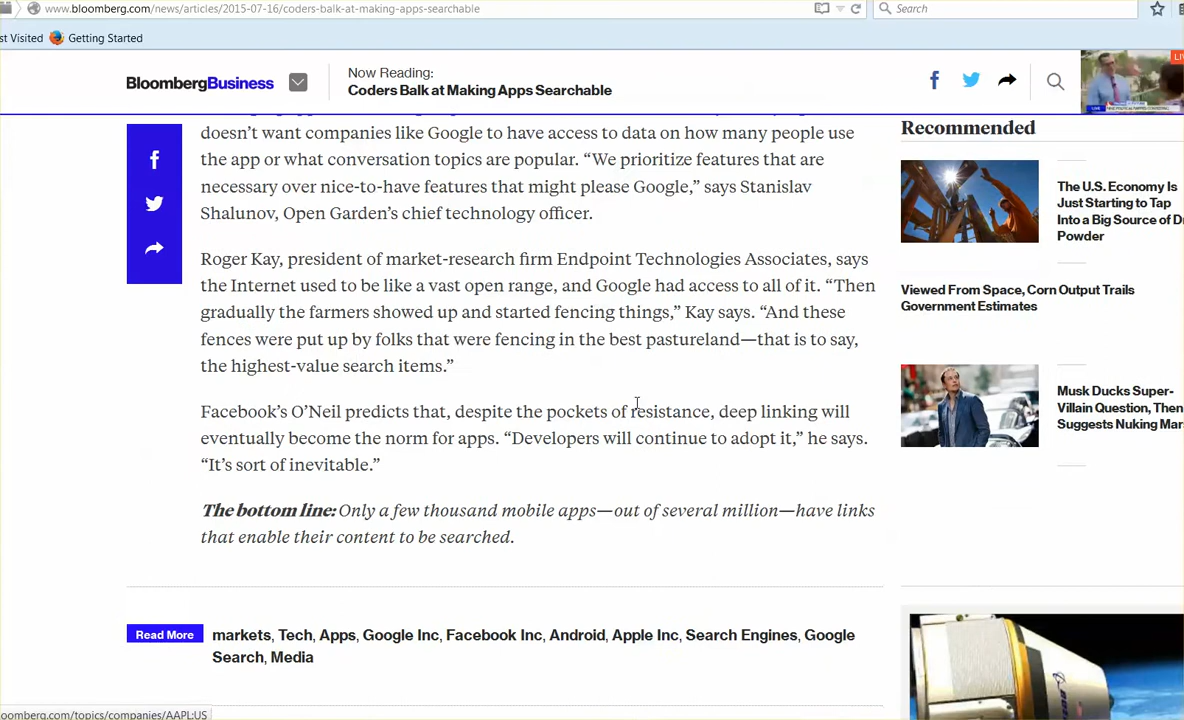 www.bloomberg.com/news/articles/2015-07-16/coders-balk-at-making-apps-searchable
Search
st Visited
Getting Started
BloombergBusiness
Now Reading:
Coders Balk at Making Apps Searchable
LIVE
doesn’t want companies like Google to have access to data on how many people use
the app or what conversation topics are popular. “We prioritize features that are
necessary over nice-to-have features that might please Google,” says Stanislav
Shalunov, Open Garden’s chief technology officer.
Roger Kay, president of market-research firm Endpoint Technologies Associates, says
the Internet used to be like a vast open range, and Google had access to all of it. “Then
gradually the farmers showed up and started fencing things,” Kay says. “And these
fences were put up by folks that were fencing in the best pastureland—that is to say,
the highest-value search items.”
Facebook’s O’Neil predicts that, despite the pockets of resistance, deep linking will
eventually become the norm for apps. “Developers will continue to adopt it,” he says.
“It’s sort of inevitable.”
The bottom line: Only a few thousand mobile apps—out of several million—have links
that enable their content to be searched.
Read More
markets, Tech, Apps, Google Inc, Facebook Inc, Android, Apple Inc, Search Engines, Google
Search, Media
Recommended
The U.S. Economy Is
Just Starting to Tap
Into a Big Source of D
Powder
Viewed From Space, Corn Output Trails
Government Estimates
Musk Ducks Super-
Villain Question, Then
Suggests Nuking Mar
oomberg.com/topics/companies/AAPL:US